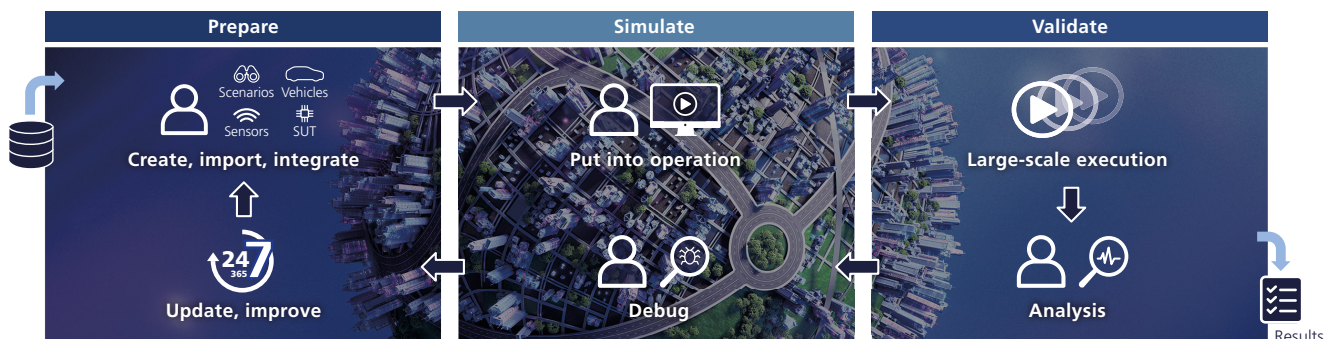 Prepare
Simulate
Validate
Scenarios Vehicles
Sensors SUT
Create, import, integrate
Put into operation
Large-scale execution
24 7
365
Update, improve
Debug
Analysis
Results